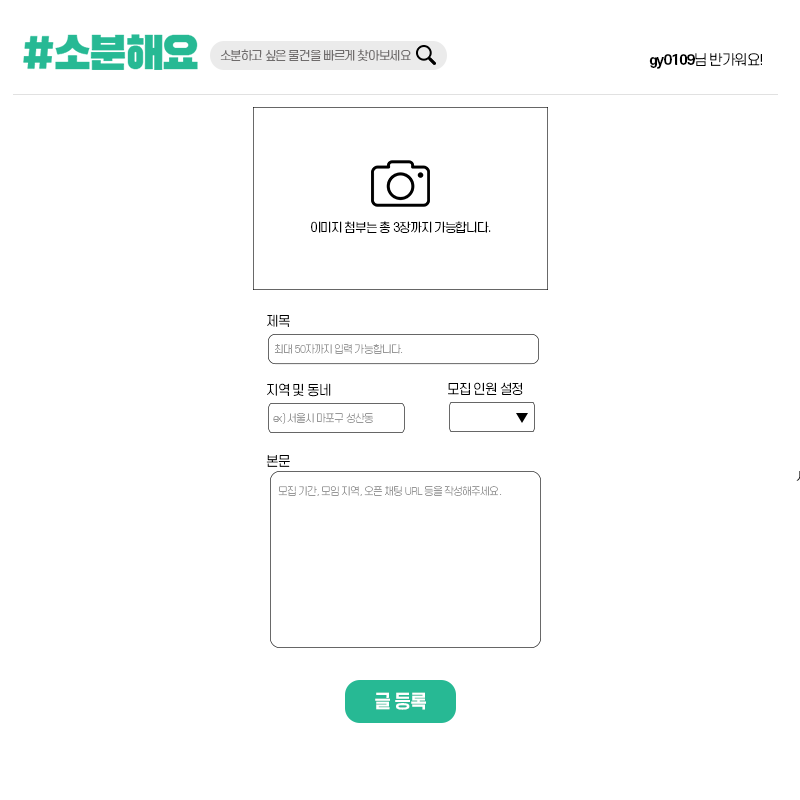 #소분해요
소분하고 싶은 물건을 빠르게 찾아보세요
gy0109님 반가워요!
이미지 첨부는 총 3장까지 가능합니다.
제목
최대 50자까지 입력 가능합니다.
지역 및 동네
모집 인원 설정
ex) 서울시 마포구 성산동
본문
모집 기간, 모임 지역, 오픈 채팅 URL 등을 작성해주세요.
글 등록